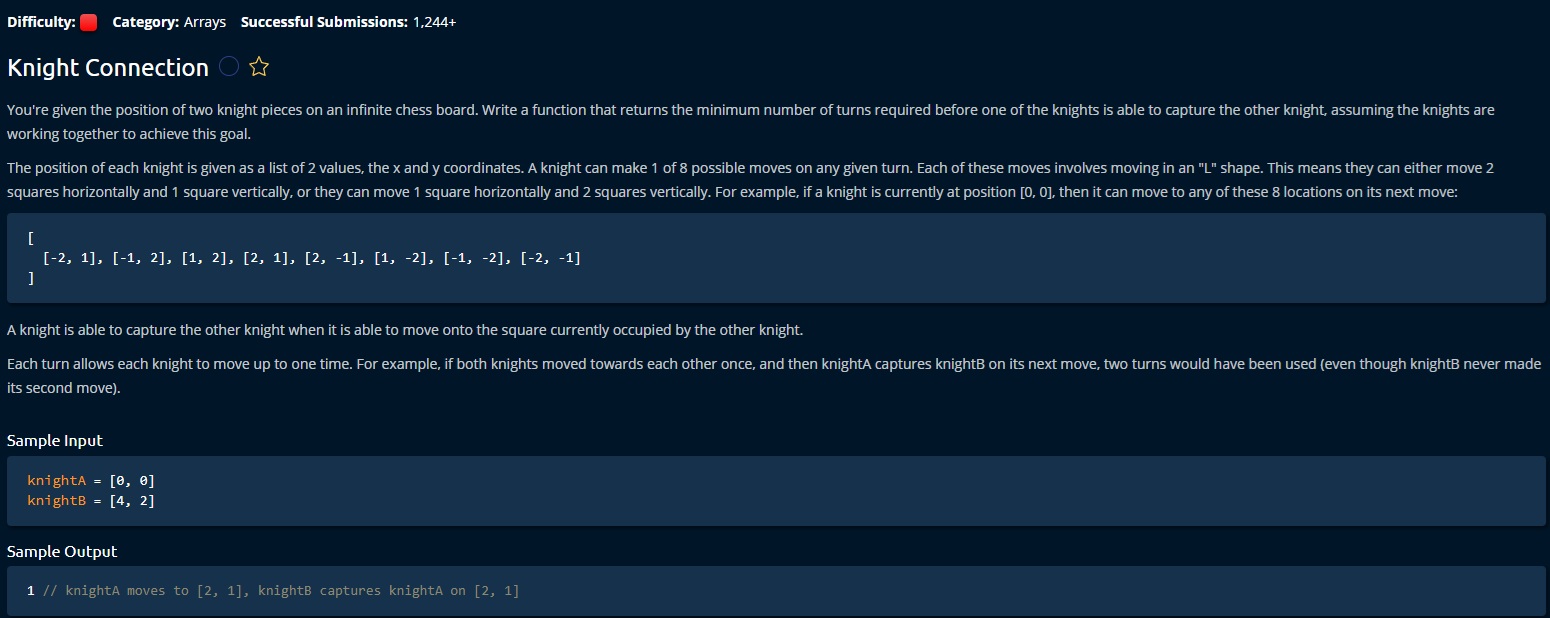 Difficulty: Category: Arrays Successful Submissions: 1,244+
Knight Connection
You're given the position of two knight pieces on an infinite chess board. Write a function that returns the minimum number of turns required before one of the knights is able to capture the other knight, assuming the knights are
working together to achieve this goal.
The position of each knight is given as a list of 2 values, the x and y coordinates. A knight can make 1 of 8 possible moves on any given turn. Each of these moves involves moving in an "L" shape. This means they can either move 2
squares horizontally and 1 square vertically, or they can move 1 square horizontally and 2 squares vertically. For example, if a knight is currently at position [0, 0], then it can move to any of these 8 locations on its next move:
[
[-2, 1], [-1, 2], [1, 2], [2, 1], [2, -1], [1, -2], [-1, -2], [-2, -1]
]
A knight is able to capture the other knight when it is able to move onto the square currently occupied by the other knight.
Each turn allows each knight to move up to one time. For example, if both knights moved towards each other once, and then knightA captures knightB on its next move, two turns would have been used (even though knightB never made
its second move).
Sample Input
knightA = [0, 0]
knightB = [4, 2]
Sample Output
1 // knightA moves to [2, 1], knightB captures knightA on [2, 1]